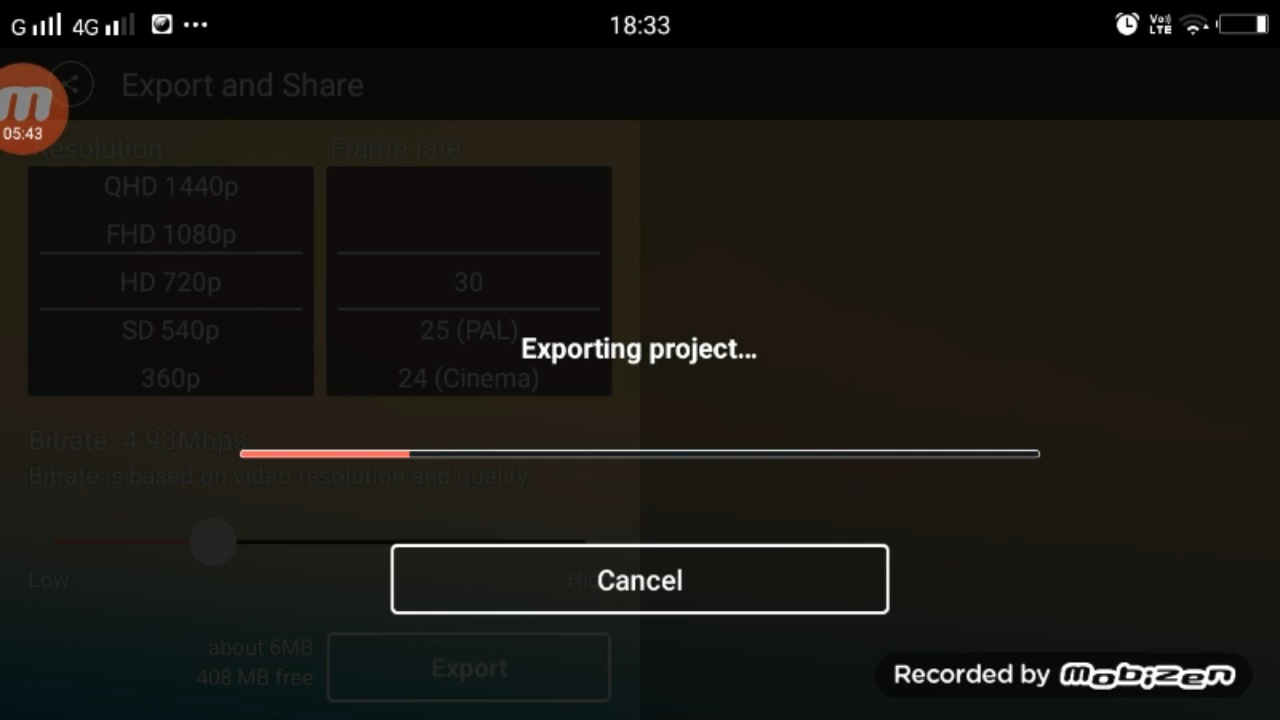 G 4G 18:33 Vo)) LTE
Export and Share
m
05:43
Resolution Frame rate
QHD 1440p
FHD 1080p
HD 720p 30
SD 540p 25 (PAL)
Exporting project...
360p 24 (Cinema)
Bitrate: 4.93Mbps
Bitrate is based on video resolution and quality.
Low
Cancel
about 6MB
408 MB free
Export
Recorded by mobizen